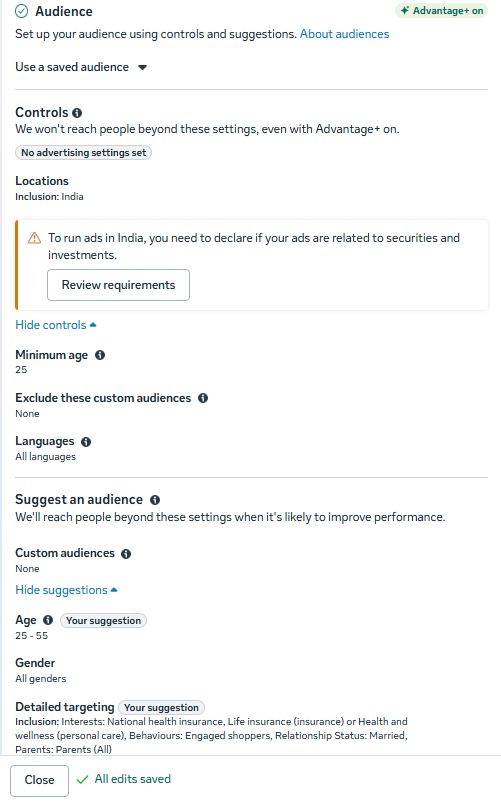 Audience
Advantage+ on
Set up your audience using controls and suggestions. About audiences
Use a saved audience
Controls
We won't reach people beyond these settings, even with Advantage+ on.
No advertising settings set
Locations
Inclusion: India
To run ads in India, you need to declare if your ads are related to securities and
investments.
Review requirements
Hide controls
Minimum age
25
Exclude these custom audiences
None
Languages
All languages
Suggest an audience
We'll reach people beyond these settings when it's likely to improve performance.
Custom audiences
None
Hide suggestions
Age Your suggestion
25 - 55
Gender
All genders
Detailed targeting Your suggestion
Inclusion: Interests: National health insurance, Life insurance (insurance) or Health and
wellness (personal care), Behaviours: Engaged shoppers, Relationship Status: Married,
Parents: Parents (All)
Close
All edits saved